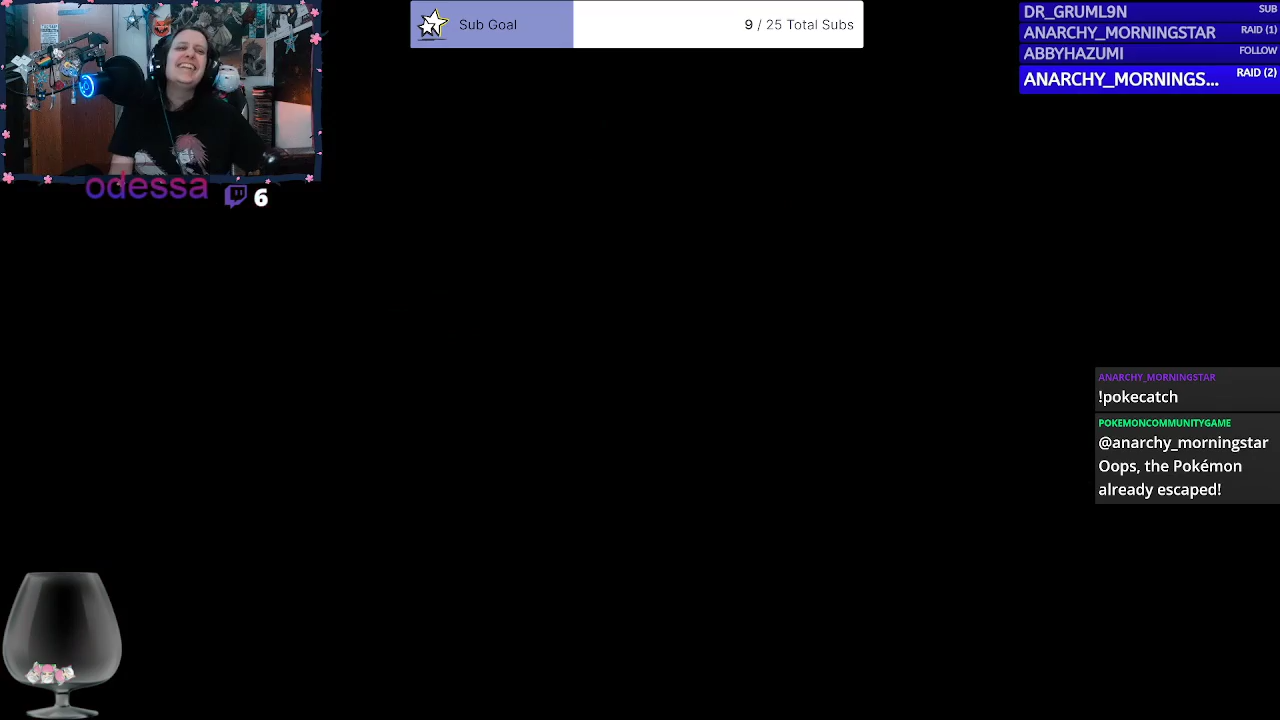 Sub Goal
9 / 25 Total Subs
DR_GRUML9N
SUB
ANARCHY_MORNINGSTAR
RAID (1)
ABBYHAZUMI
FOLLOW
ANARCHY_MORNINGS...
RAID (2)
odessa
6
ANARCHY_MORNINGSTAR
!pokecatch
POKEMONCOMMUNITYGAME
@anarchy_morningstar
Oops, the Pokémon
already escaped!